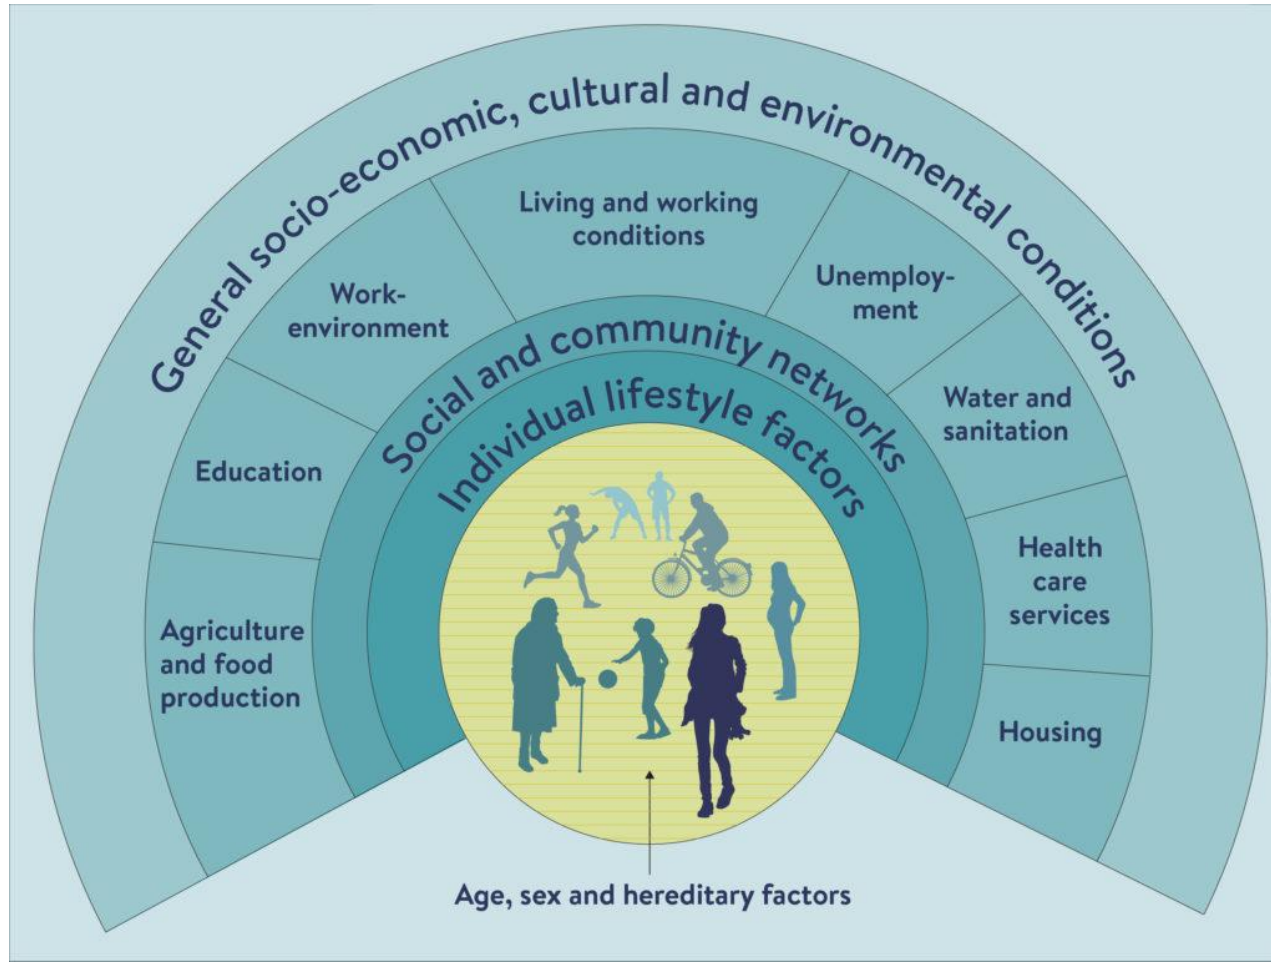 General socio-economic, cultural and environmental conditions
Living and working
conditions
Work-
environment
Unemploy-
ment
Education
Water and
sanitation
Agriculture
and food
production
Health
care
services
Housing
Social and community networks
Individual lifestyle factors
Age, sex and hereditary factors